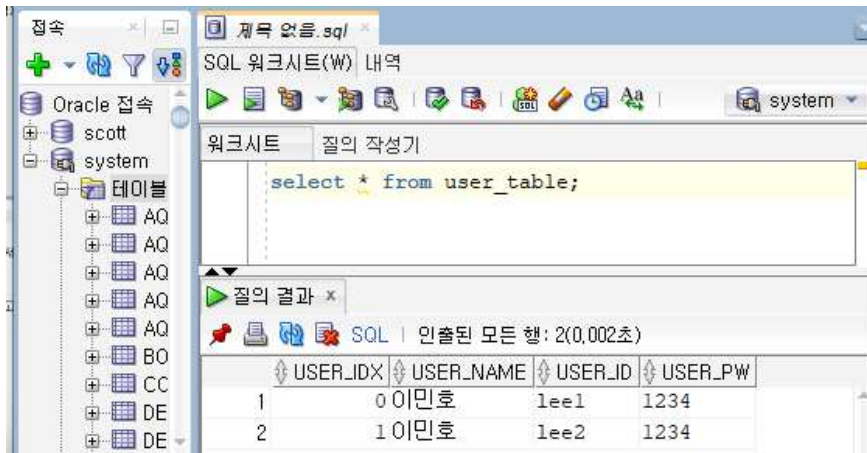 접속
제목 없음.sql
SQL 워크시트(W) 내역
Oracle 접속
scott
system
테이블
AQ
AQ
AQ
AQ
AQ
BO
CC
DE
DE
system
워크시트 질의 작성기
select * from user_table;
질의 결과
SQL 인출된 모든 행: 2(0,002초)
USER_IDX USER_NAME USER_ID USER_PW
1 0 이민호 lee1 1234
2 1 이민호 lee2 1234